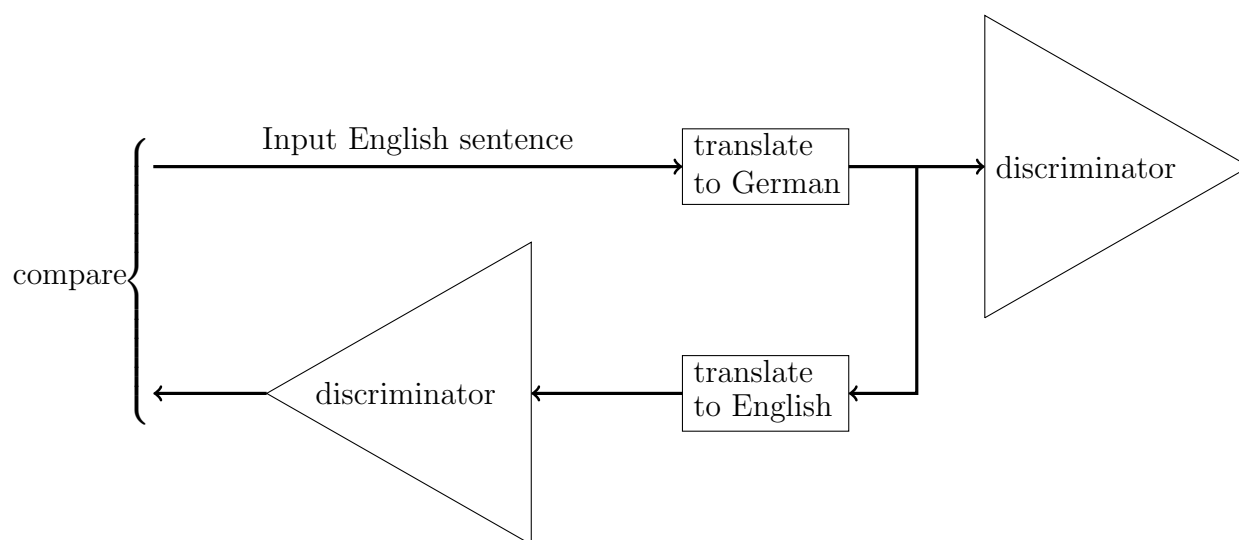 Input English sentence
translate
to German
discriminator
compare
discriminator
translate
to English